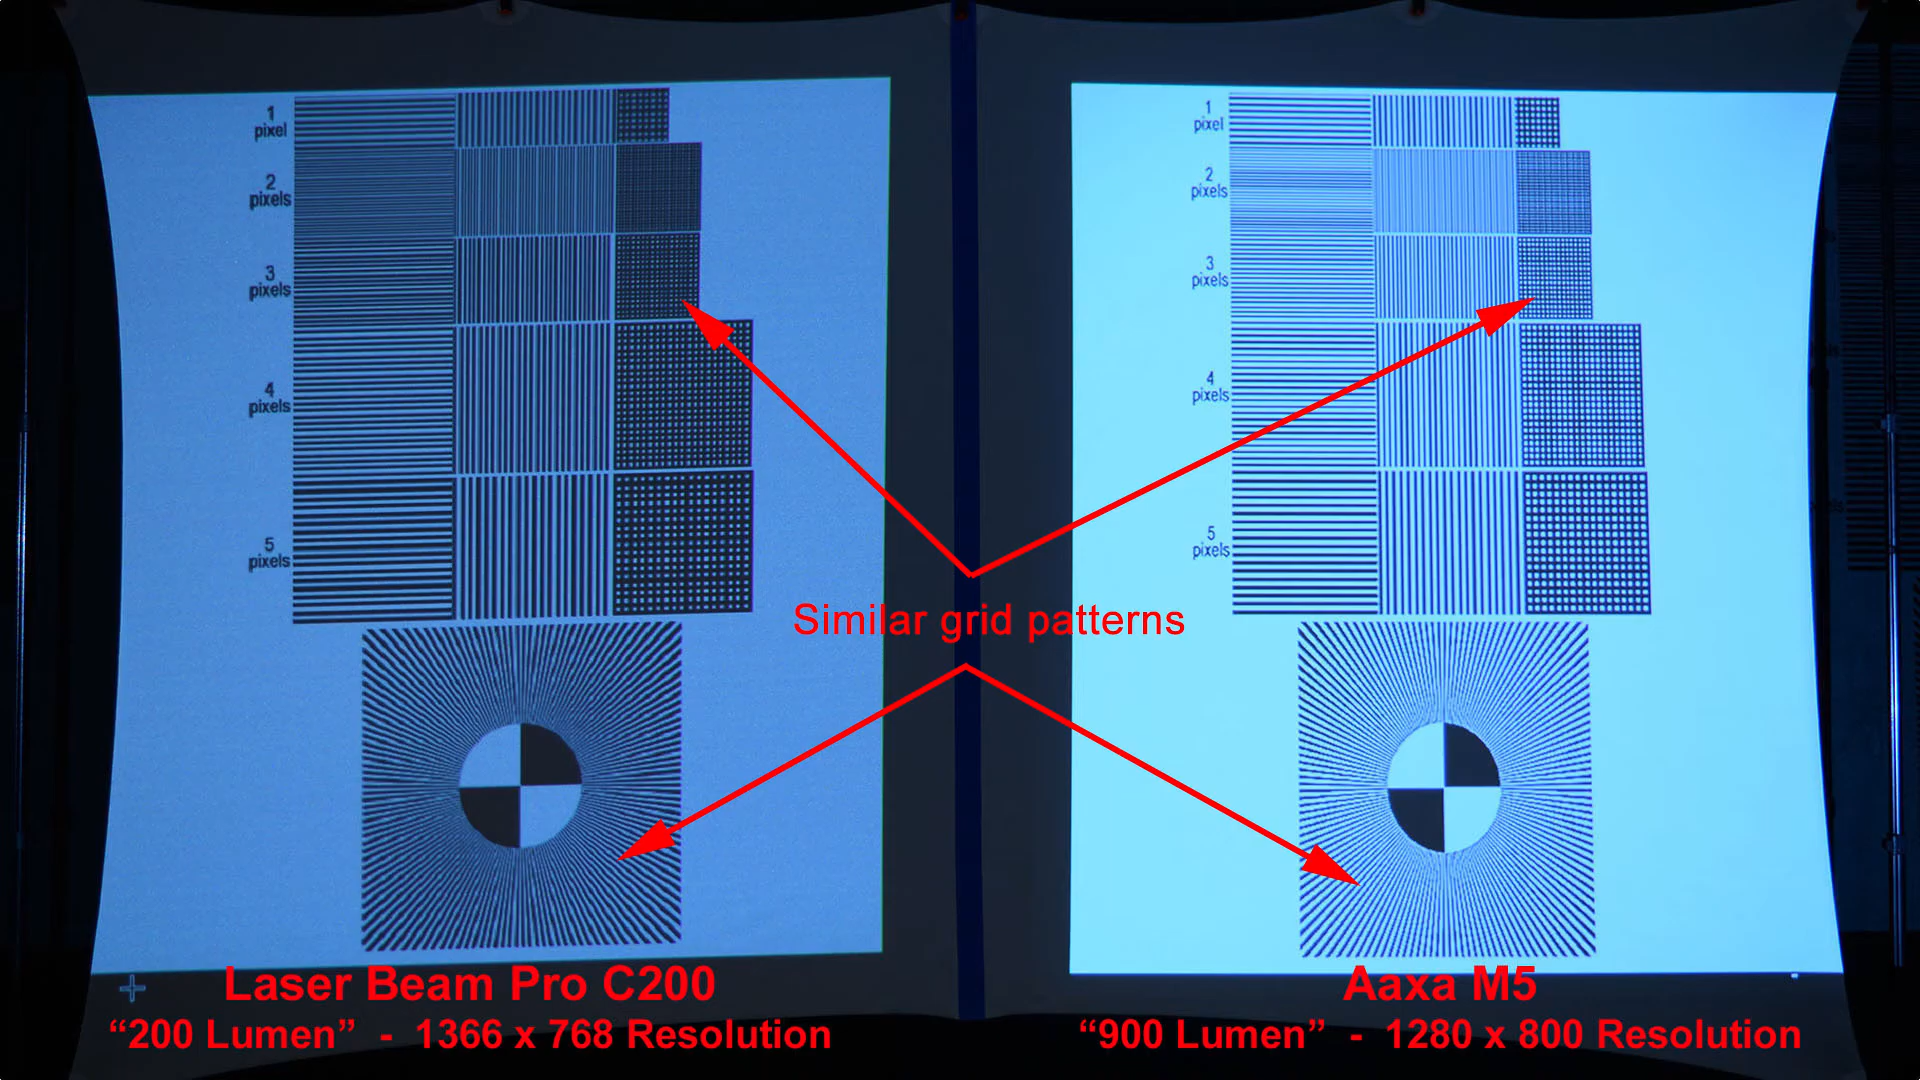 1
pixel
2
pixels
3
pixels
4
pixels
5
pixels
1
pixel
2
pixels
3
pixels
4
pixels
5
pixels
Similar grid patterns
Laser Beam Pro C200
“200 Lumen” - 1366 x 768 Resolution
Aaxa M5
“900 Lumen” - 1280 x 800 Resolution